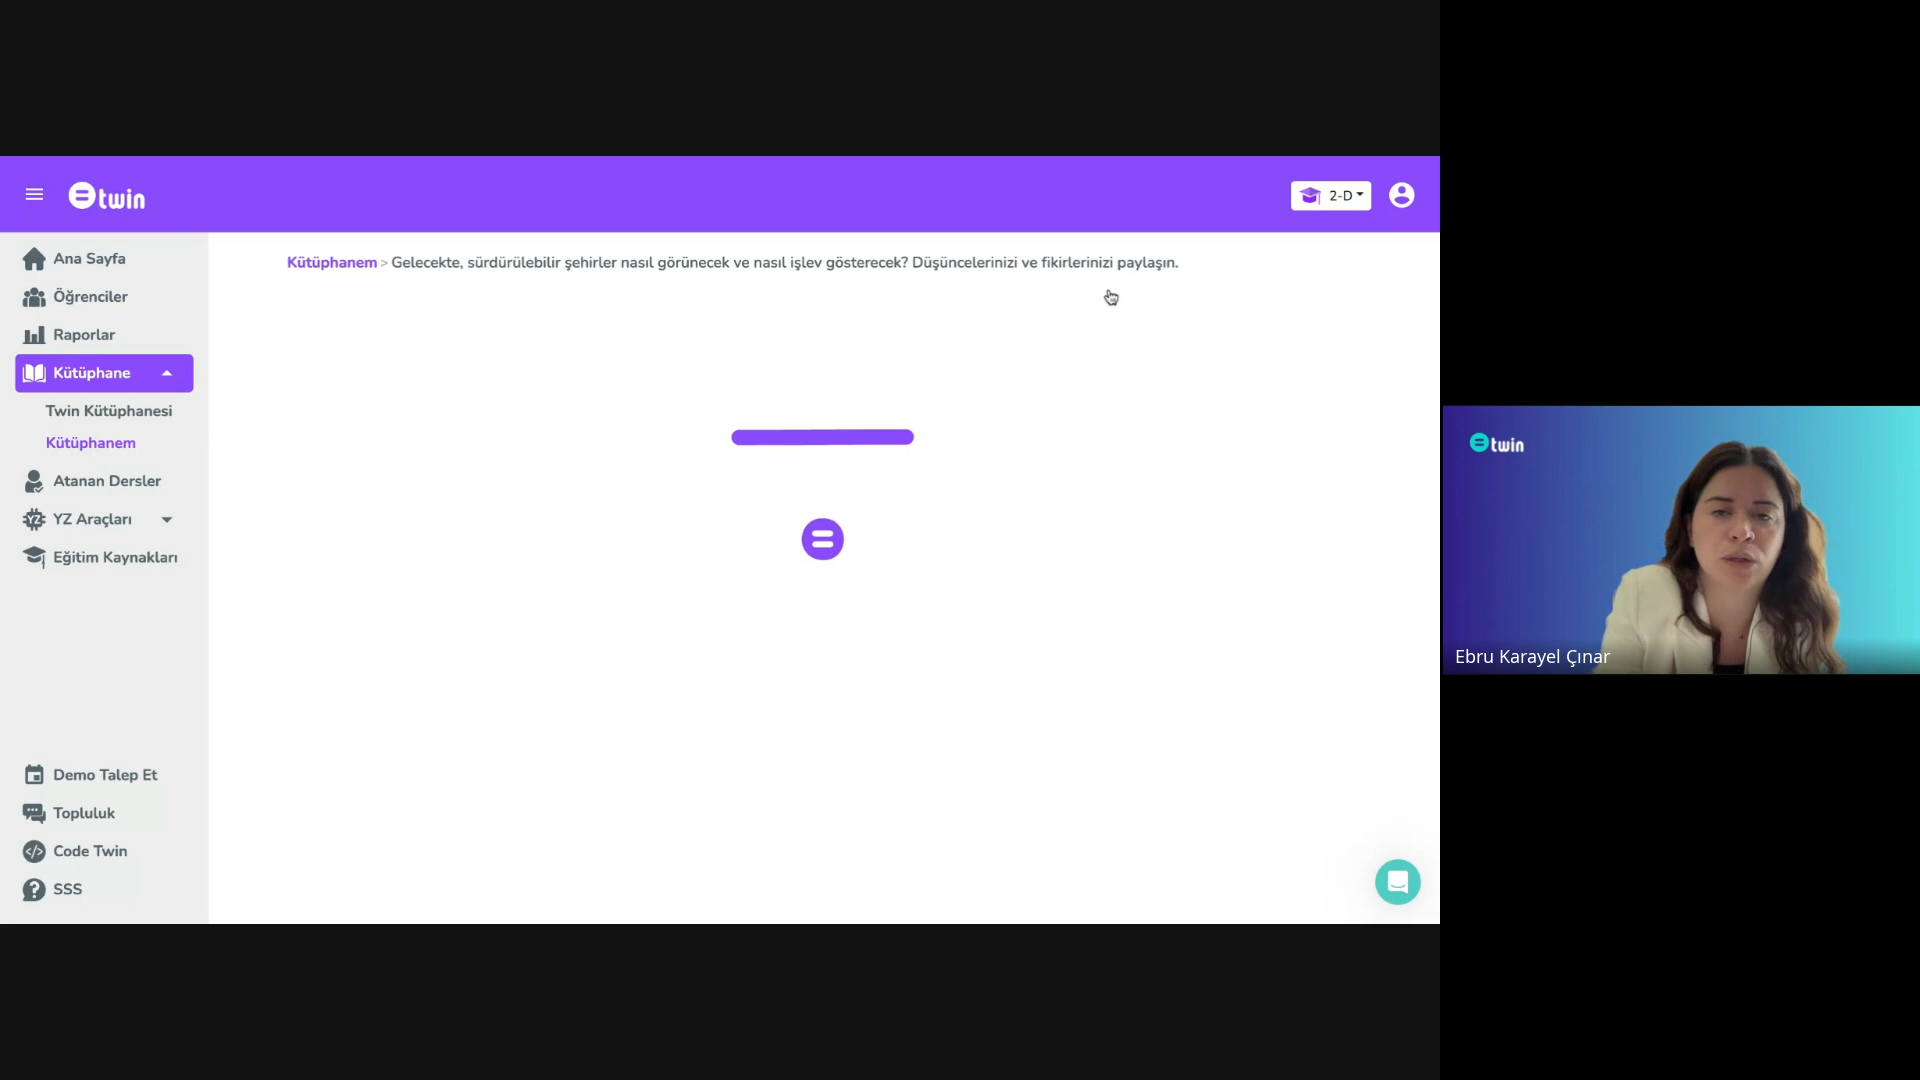 twin
2-D
Ana Sayfa
Öğrenciler
Raporlar
Kütüphane
Twin Kütüphanesi
Kütüphanem
Atanan Dersler
YZ Araçları
Eğitim Kaynakları
Demo Talep Et
Topluluk
Code Twin
SSS
Kütüphanem > Gelecekte, sürdürülebilir şehirler nasıl görünecek ve nasıl işlev gösterecek? Düşüncelerinizi ve fikirlerinizi paylaşın.
twin
Ebru Karayel Çınar